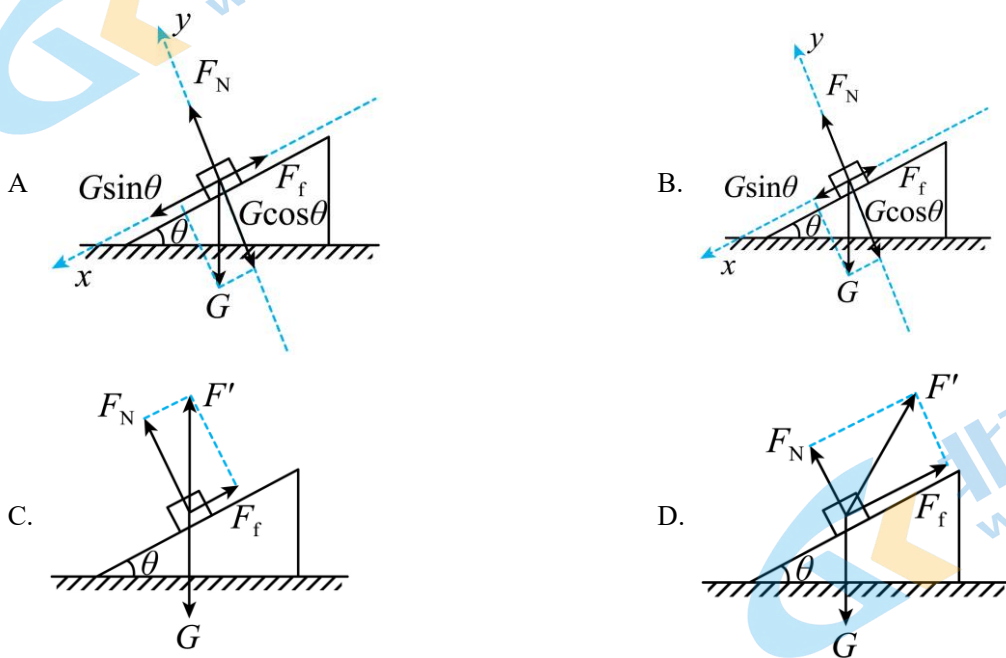 A
y
F_N
F_f
Gsinθ
Gcosθ
θ
x
G
B.
y
F_N
F_f
Gsinθ
Gcosθ
θ
x
G
C.
F_N
F′
F_f
θ
G
D.
F′
F_N
F_f
θ
G